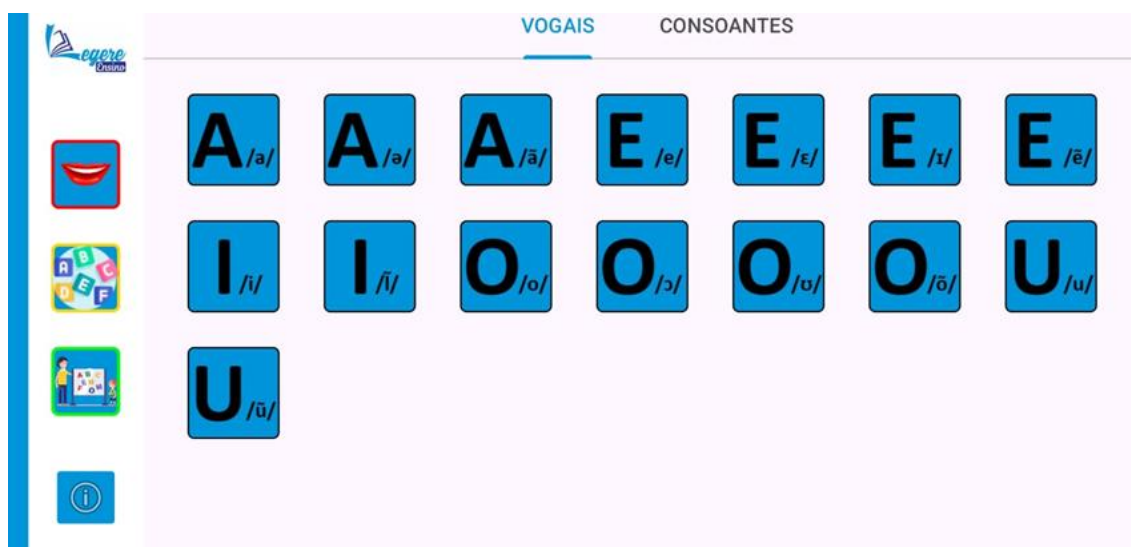 VOGAIS CONSOANTES
Legere
Ensino
A /a/ A /ə/ A /ã/ E /e/ E /ɛ/ E /ɪ/ E /ẽ/
I /i/ I /ĩ/ O /o/ O /ɔ/ O /ʊ/ O /õ/ U /u/
U /ũ/
A B C
D E F
i